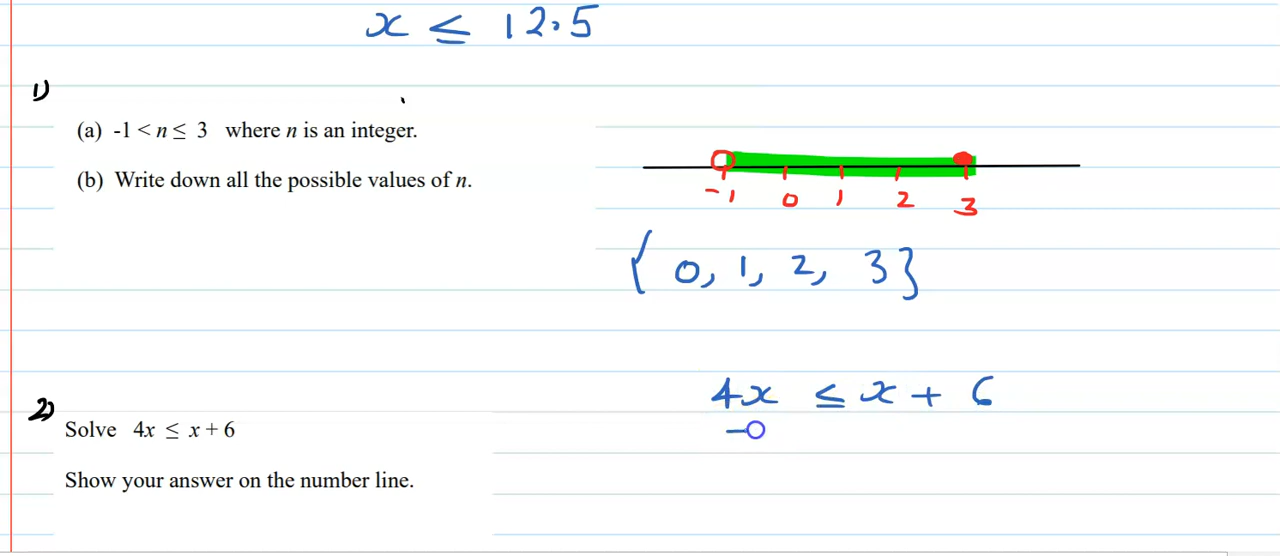 x ≤ 12.5
1)
(a) -1 < n ≤ 3 where n is an integer.
-1 0 1 2 3
(b) Write down all the possible values of n.
{ 0, 1, 2, 3}
2)
4x ≤ x + 6
Solve 4x ≤ x + 6
Show your answer on the number line.